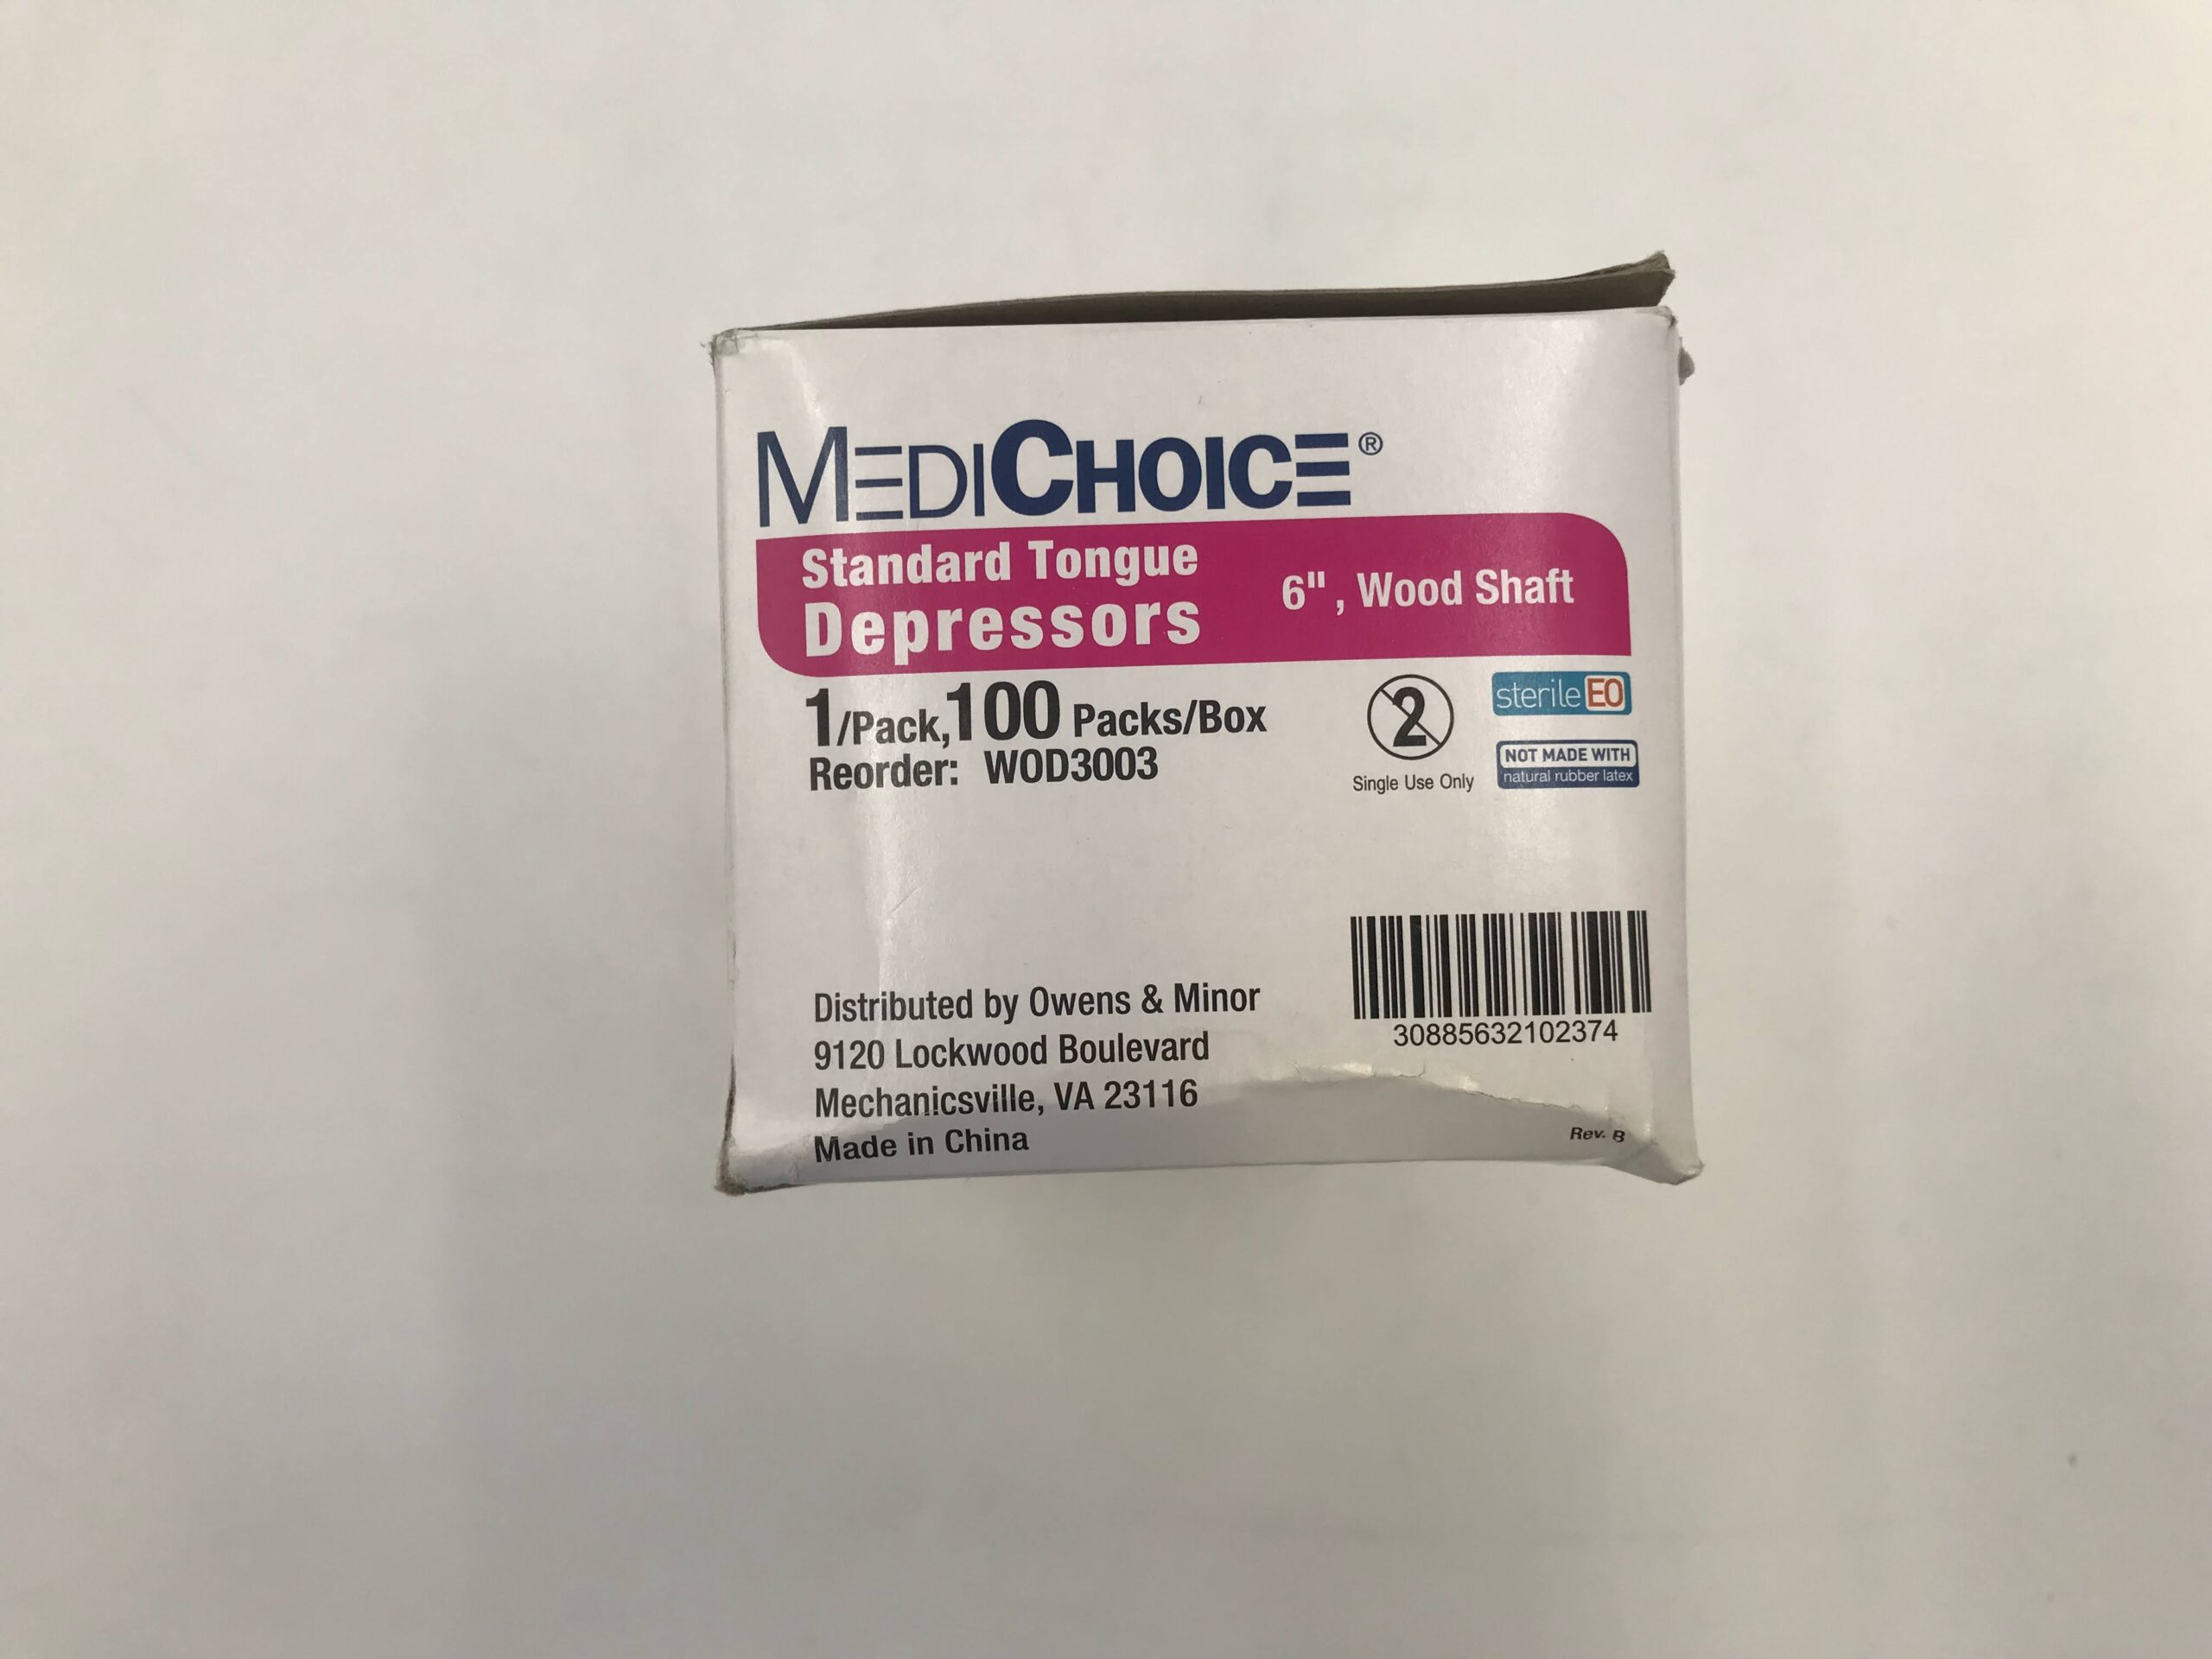 MEDICHOICE®
Standard Tongue
Depressors
6", Wood Shaft
1/Pack,100 Packs/Box
Reorder: WOD3003
2
Single Use Only
sterile EO
NOT MADE WITH
natural rubber latex
30885632102374
Distributed by Owens & Minor
9120 Lockwood Boulevard
Mechanicsville, VA 23116
Made in China
Rev. B